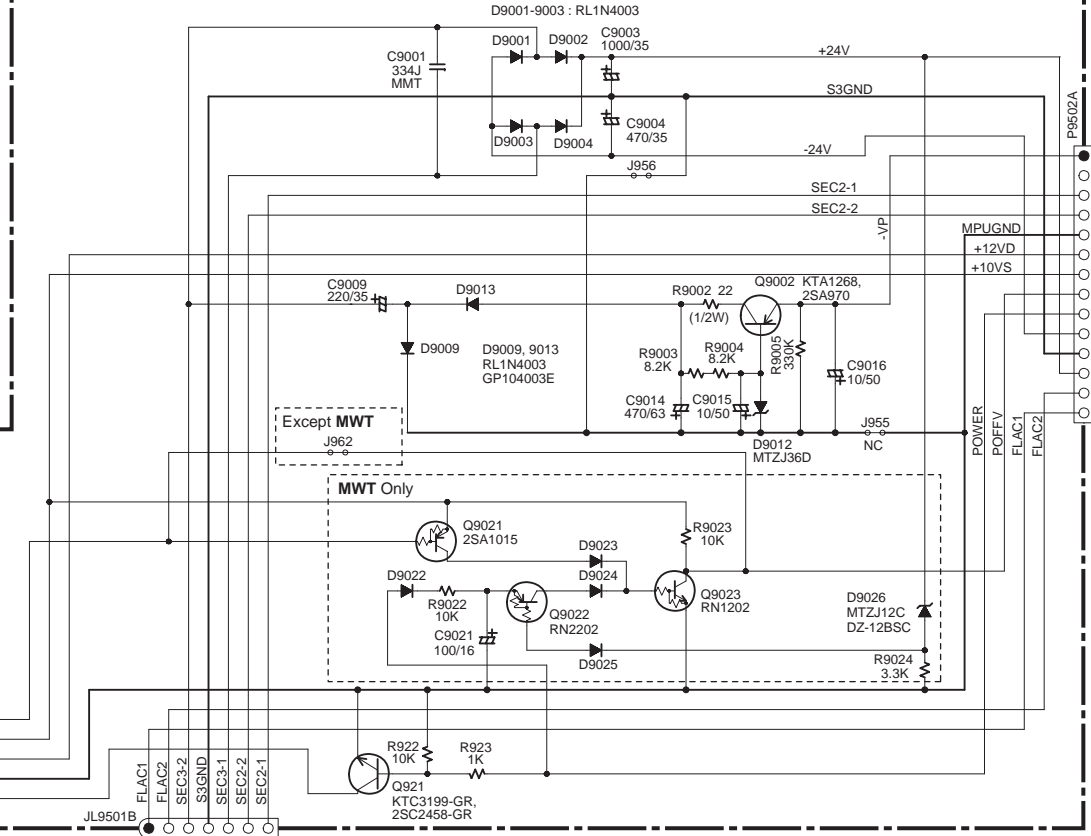 D9001-9003 : RL1N4003
D9001
D9002
C9003
1000/35
C9001
334J
MMT
+24V
S3GND
P9502A
D9003
D9004
C9004
470/35
-24V
J956
SEC2-1
SEC2-2
-VP
MPUGND
+12VD
+10VS
C9009
220/35
D9013
R9002 22
(1/2W)
Q9002 KTA1268,
2SA970
D9009
D9009, 9013
RL1N4003
GP104003E
R9003
8.2K
R9004
8.2K
R9005
330K
C9016
10/50
C9014
470/63
C9015
10/50
D9012
MTZJ36D
J955
NC
POWER
POFFV
FLAC1
FLAC2
Except MWT
J962
MWT Only
Q9021
2SA1015
D9023
R9023
10K
D9022
D9024
R9022
10K
Q9022
RN2202
Q9023
RN1202
D9026
MTZJ12C
DZ-12BSC
C9021
100/16
D9025
R9024
3.3K
R922
10K
R923
1K
Q921
KTC3199-GR,
2SC2458-GR
JL9501B
FLAC1
FLAC2
SEC3-2
S3GND
SEC3-1
SEC2-2
SEC2-1